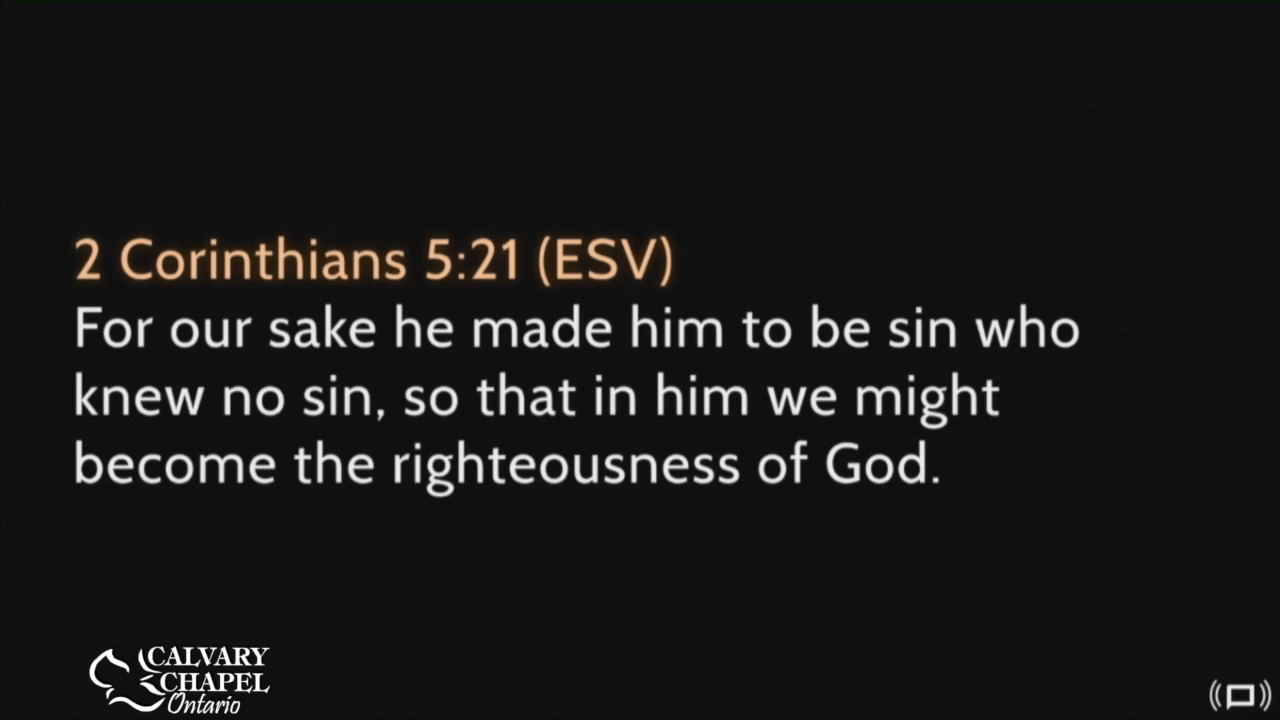 2 Corinthians 5:21 (ESV)
For our sake he made him to be sin who
knew no sin, so that in him we might
become the righteousness of God.
CALVARY
CHAPEL
Ontario